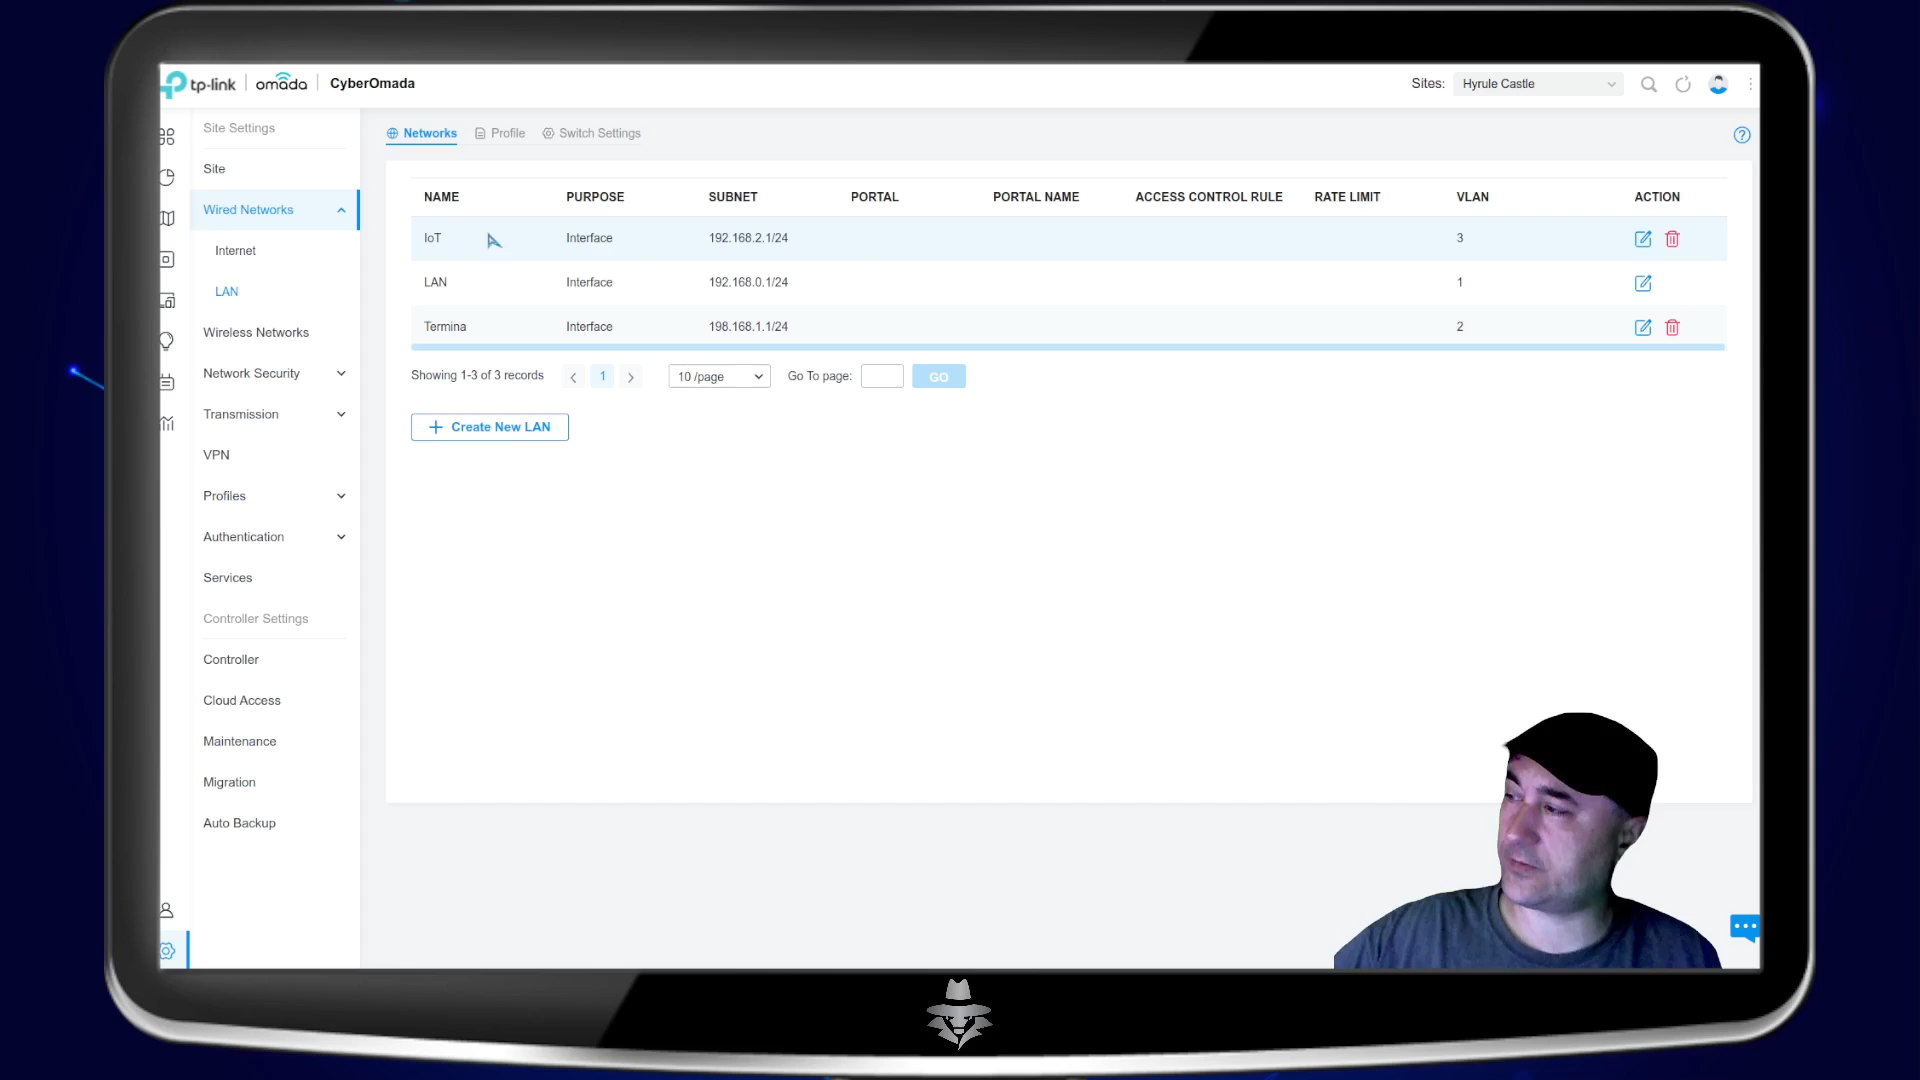 tp-link | omada | CyberOmada
Sites: Hyrule Castle
Site Settings
Site
Wired Networks
Internet
LAN
Wireless Networks
Network Security
Transmission
VPN
Profiles
Authentication
Services
Controller Settings
Controller
Cloud Access
Maintenance
Migration
Auto Backup
Networks Profile Switch Settings
NAME PURPOSE SUBNET PORTAL PORTAL NAME ACCESS CONTROL RULE RATE LIMIT VLAN ACTION
IoT Interface 192.168.2.1/24 3
LAN Interface 192.168.0.1/24 1
Termina Interface 198.168.1.1/24 2
Showing 1-3 of 3 records < 1 > 10 /page Go To page: GO
+ Create New LAN